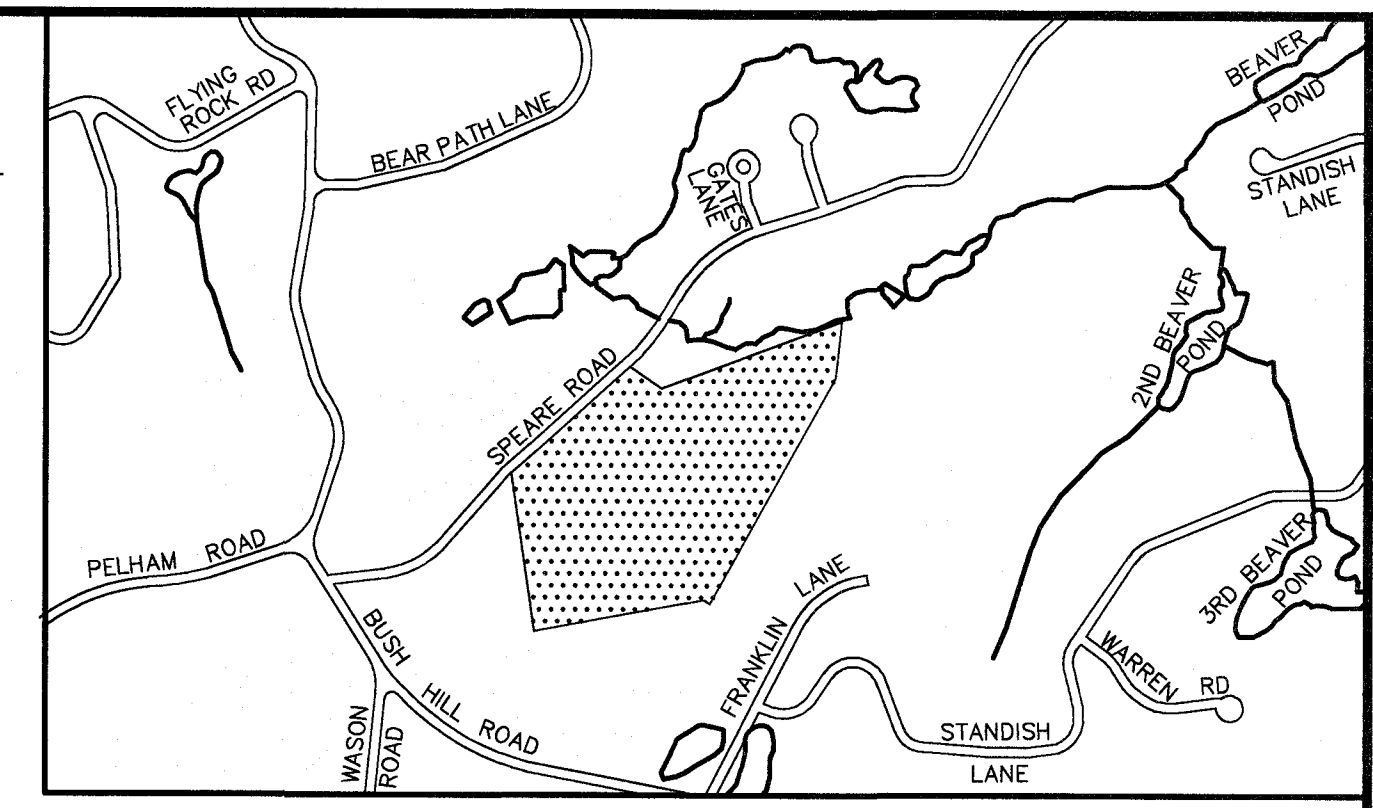 BEAVER
POND
FLYING
ROCK RD
BEAR PATH LANE
STANDISH
LANE
GATES
LANE
2ND BEAVER
POND
SPEARE ROAD
PELHAM ROAD
3RD BEAVER
POND
FRANKLIN LANE
BUSH
HILL ROAD
WARREN RD
WASON
ROAD
STANDISH
LANE